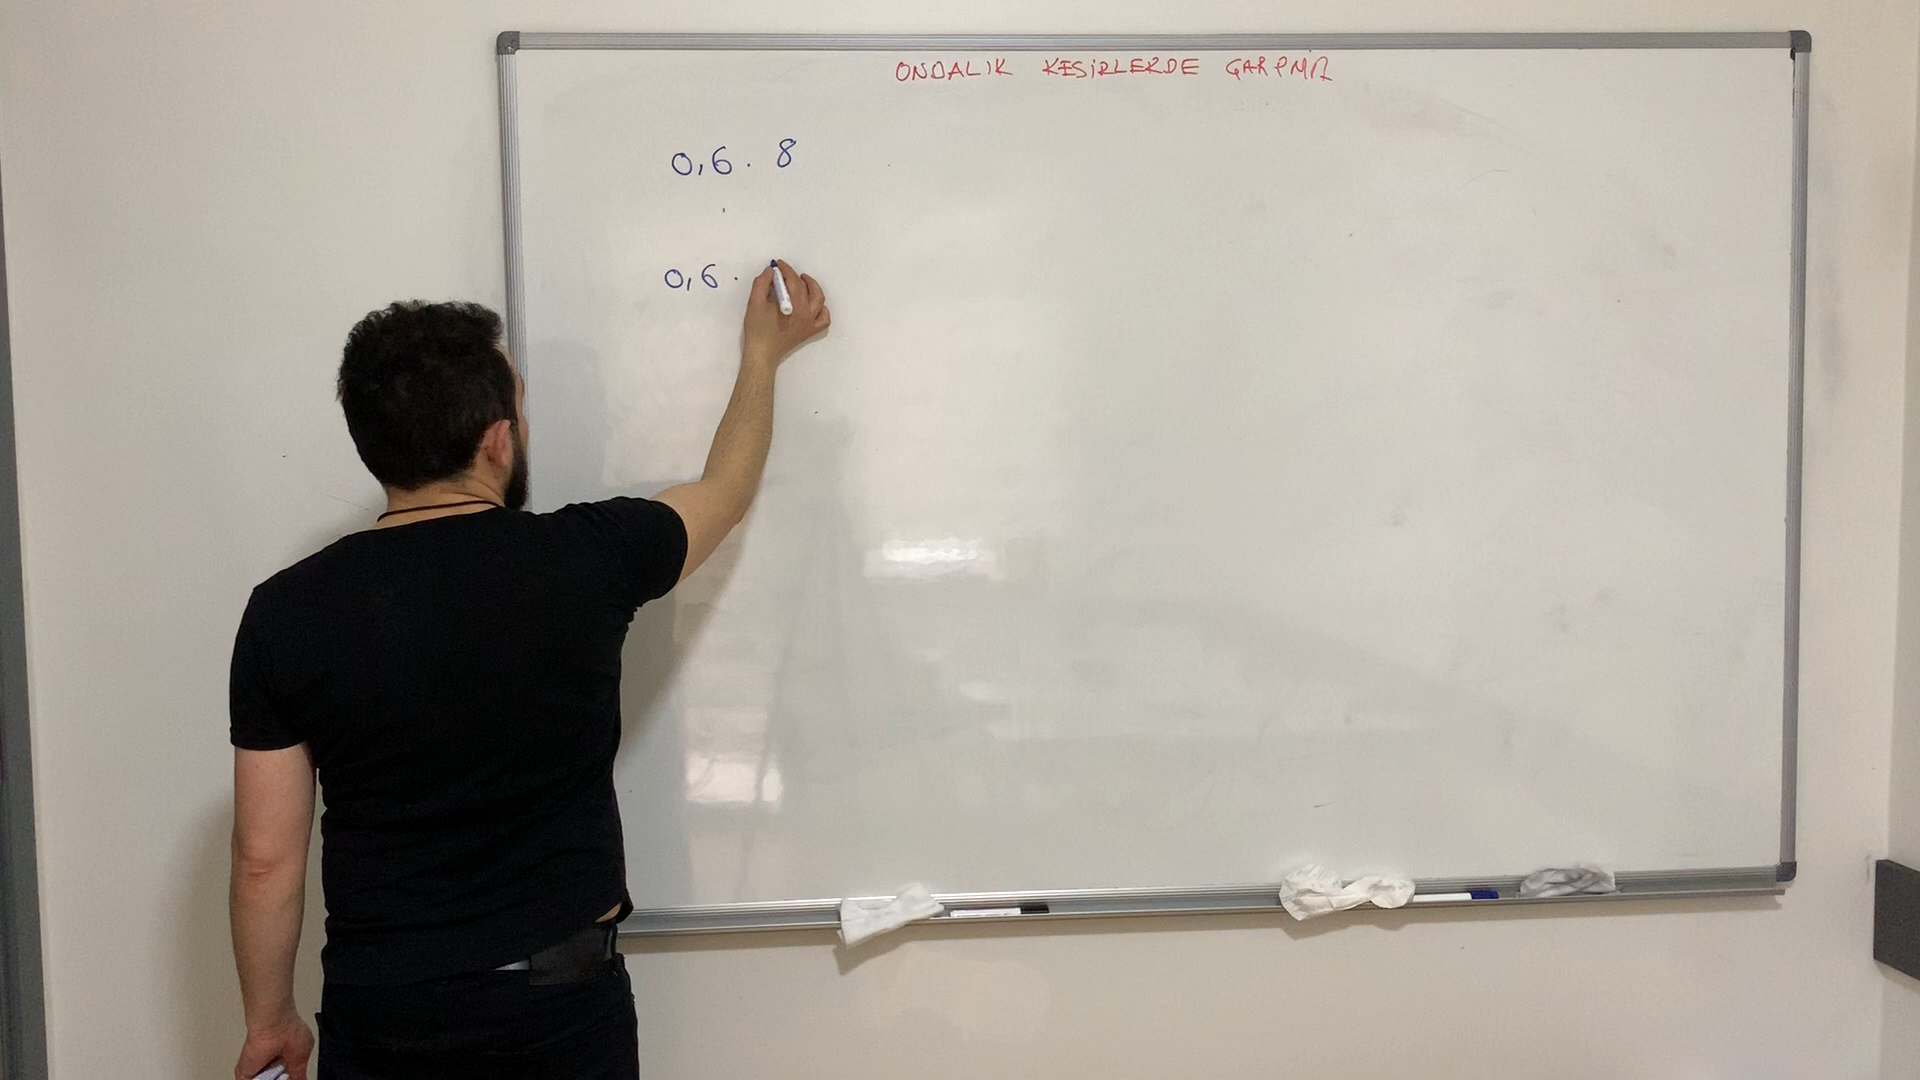 ONDALIK KESİRLERDE ÇARPMA
0,6 . 8
0,6 .